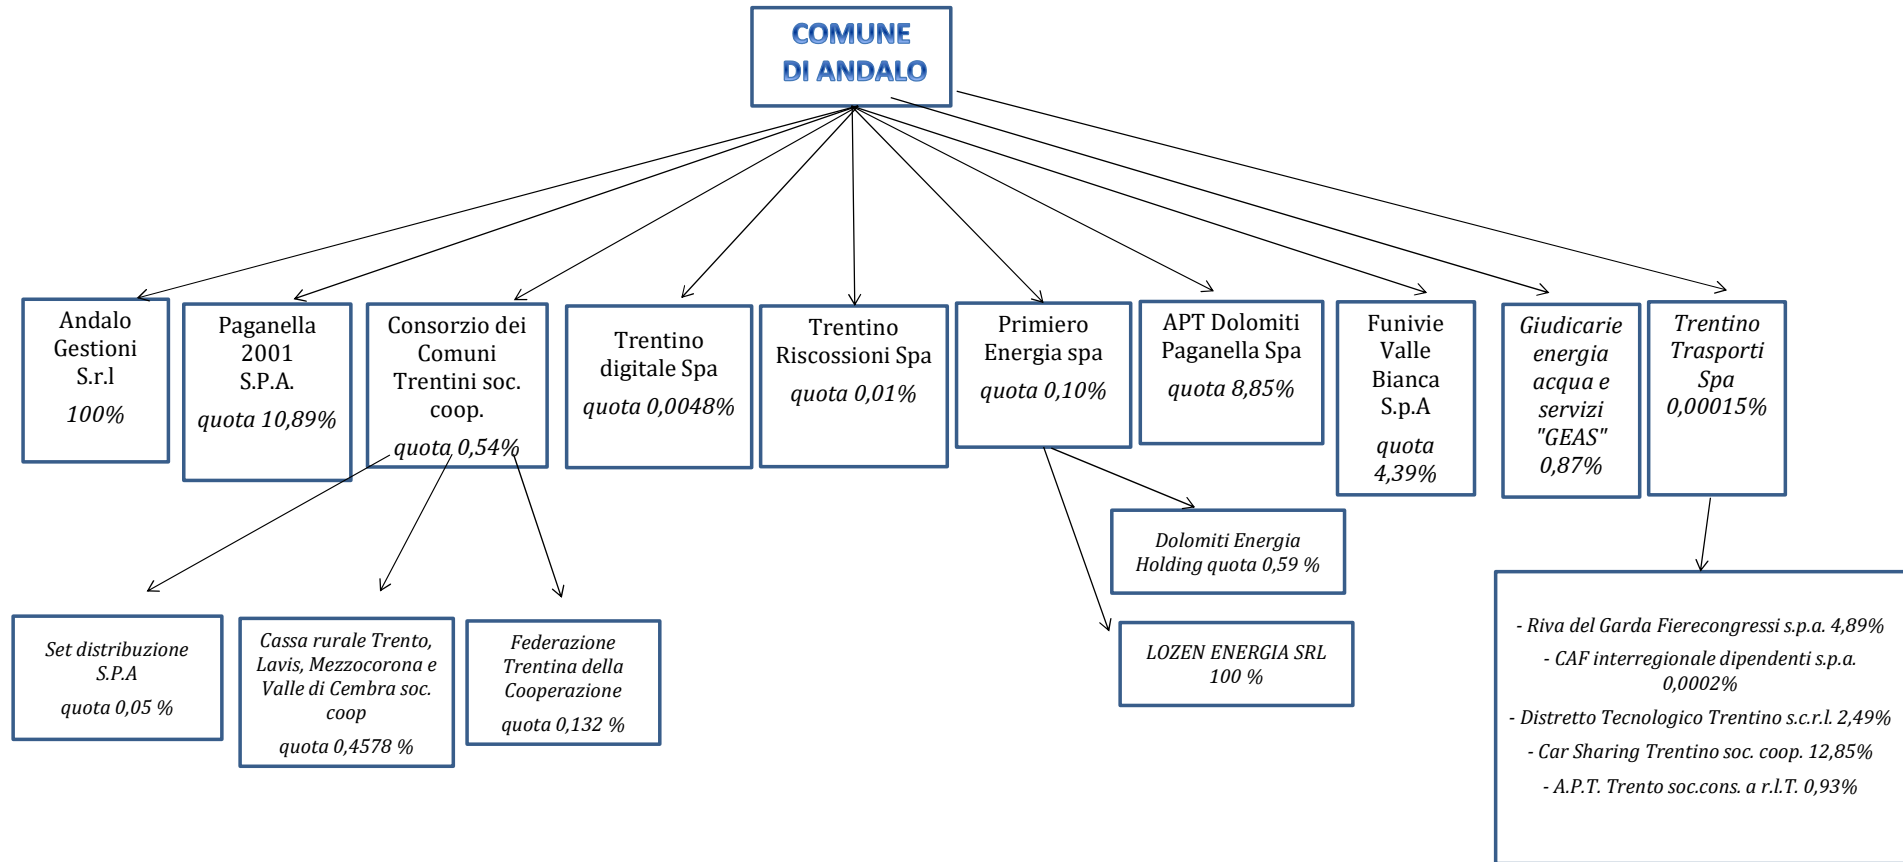 COMUNE
DI ANDALO
Andalo
Gestioni
S.r.l
100%
Paganella
2001
S.P.A.
quota 10,89%
Consorzio dei
Comuni
Trentini soc.
coop.
quota 0,54%
Trentino
digitale Spa
quota 0,0048%
Trentino
Riscossioni Spa
quota 0,01%
Primiero
Energia spa
quota 0,10%
APT Dolomiti
Paganella Spa
quota 8,85%
Funivie
Valle
Bianca
S.p.A
quota
4,39%
Giudicarie
energia
acqua e
servizi
"GEAS"
0,87%
Trentino
Trasporti
Spa
0,00015%
Set distribuzione
S.P.A
quota 0,05 %
Cassa rurale Trento,
Lavis, Mezzocorona e
Valle di Cembra soc.
coop
quota 0,4578 %
Federazione
Trentina della
Cooperazione
quota 0,132 %
Dolomiti Energia
Holding quota 0,59 %
LOZEN ENERGIA SRL
100 %
- Riva del Garda Fierecongressi s.p.a. 4,89%
- CAF interregionale dipendenti s.p.a.
0,0002%
- Distretto Tecnologico Trentino s.c.r.l. 2,49%
- Car Sharing Trentino soc. coop. 12,85%
- A.P.T. Trento soc.cons. a r.l.T. 0,93%